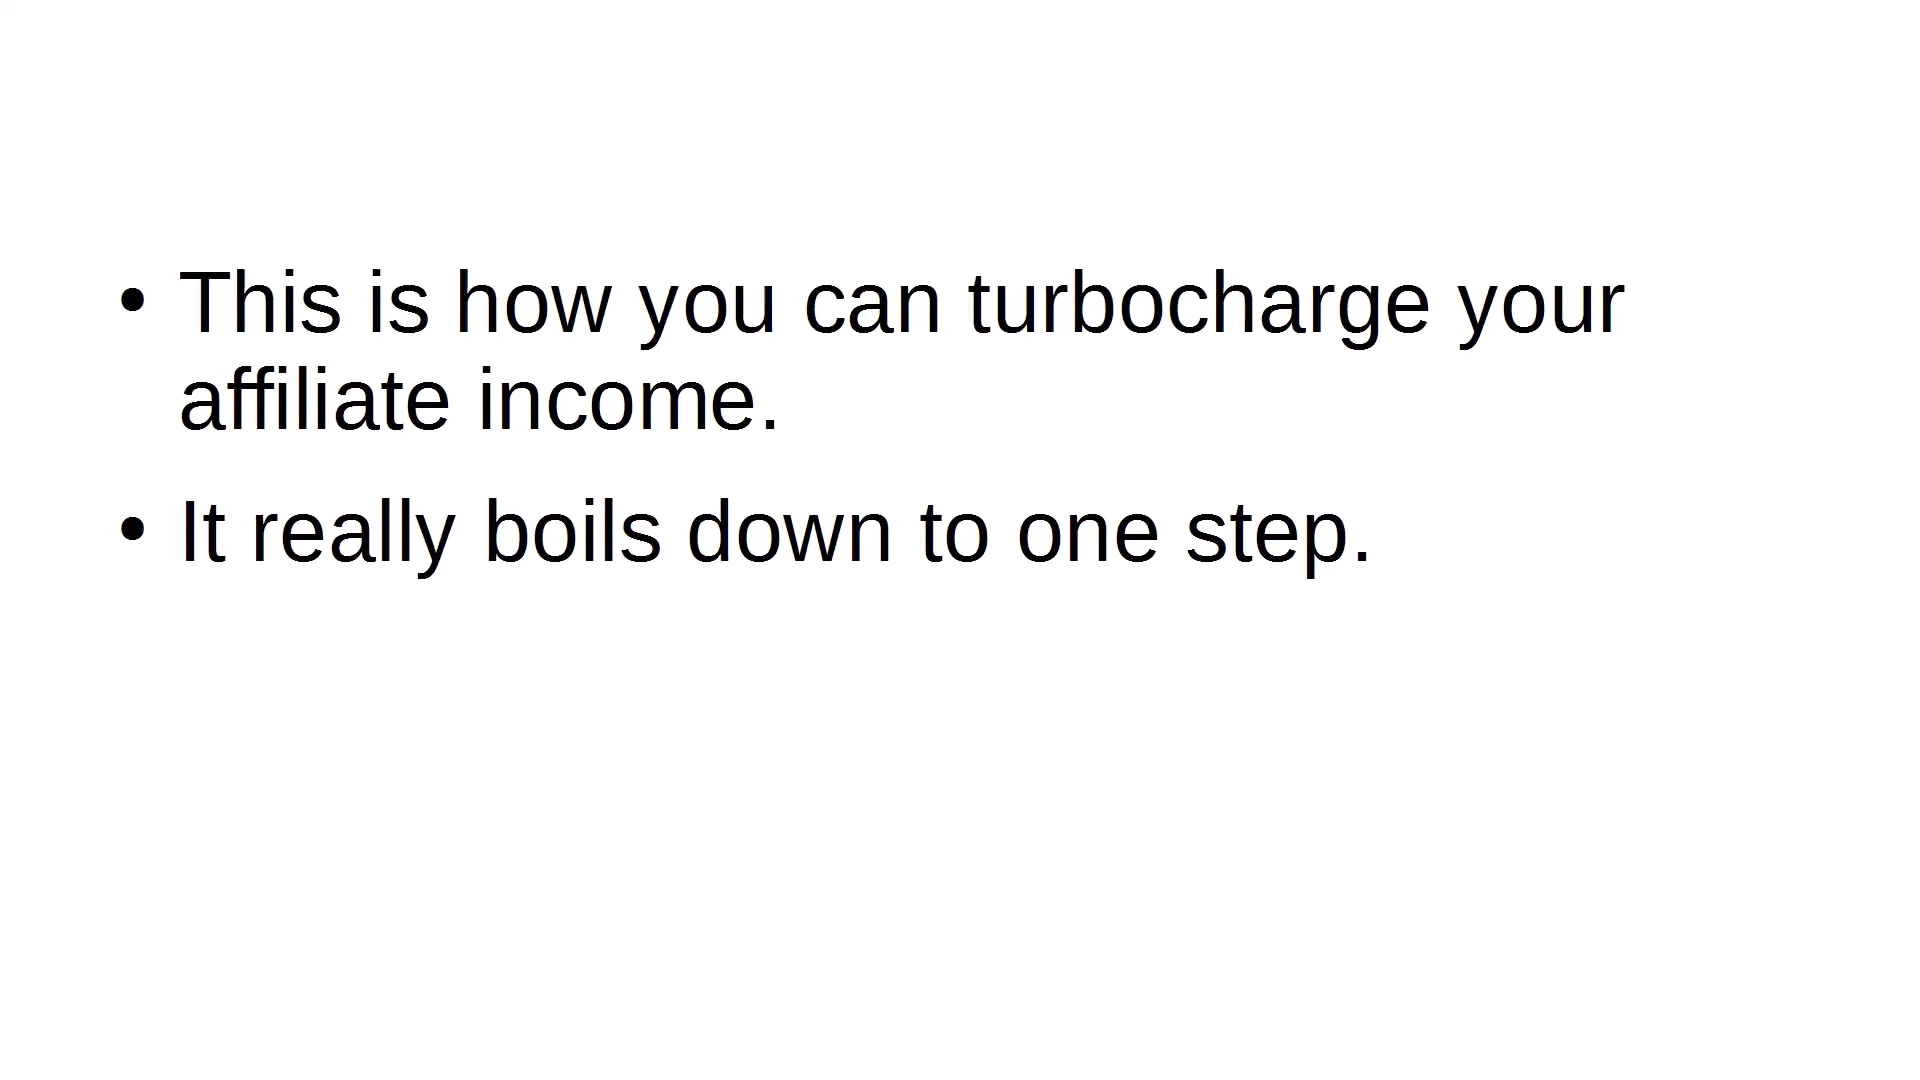 • This is how you can turbocharge your
affiliate income.
• It really boils down to one step.